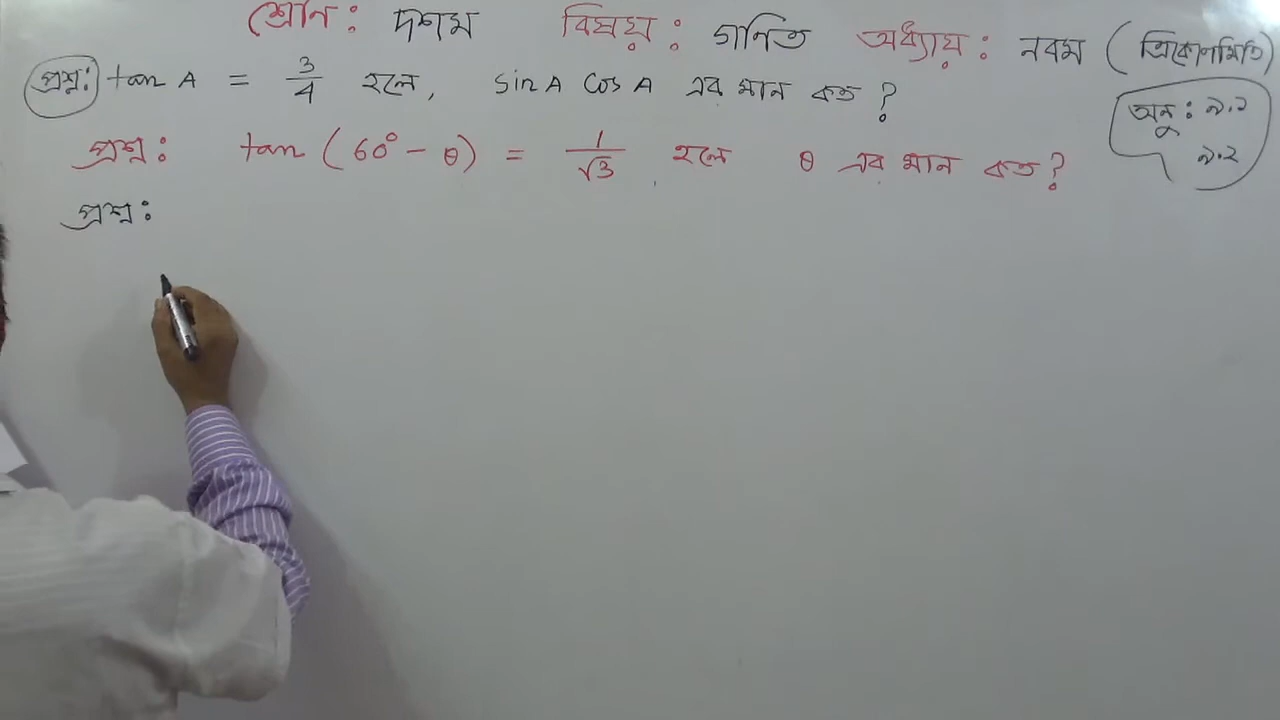 শ্রেণি: দশম বিষয়: গণিত অধ্যায়: নবম (ত্রিকোণমিতি)
প্রশ্ন: tan A = 3/4 হলে, sin A cos A এর মান কত?
অনু: ৯.১
৯.২
প্রশ্ন: tan (60° - θ) = 1/√3 হলে θ এর মান কত?
প্রশ্ন: